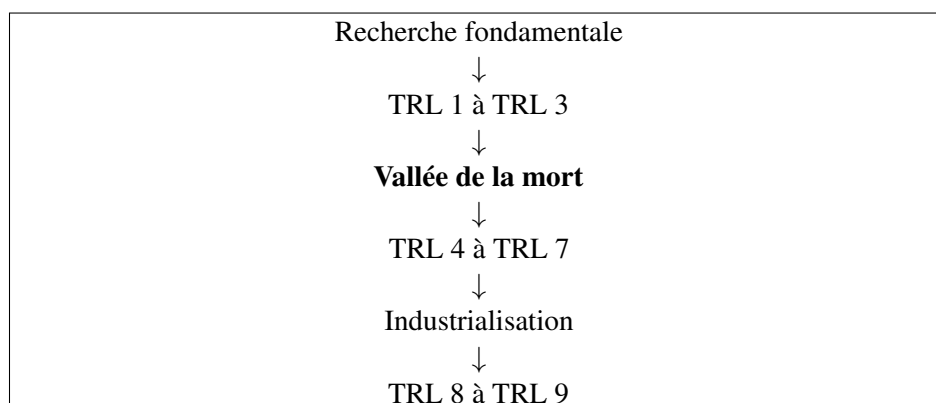 Recherche fondamentale
↓
TRL 1 à TRL 3
↓
Vallée de la mort
↓
TRL 4 à TRL 7
↓
Industrialisation
↓
TRL 8 à TRL 9